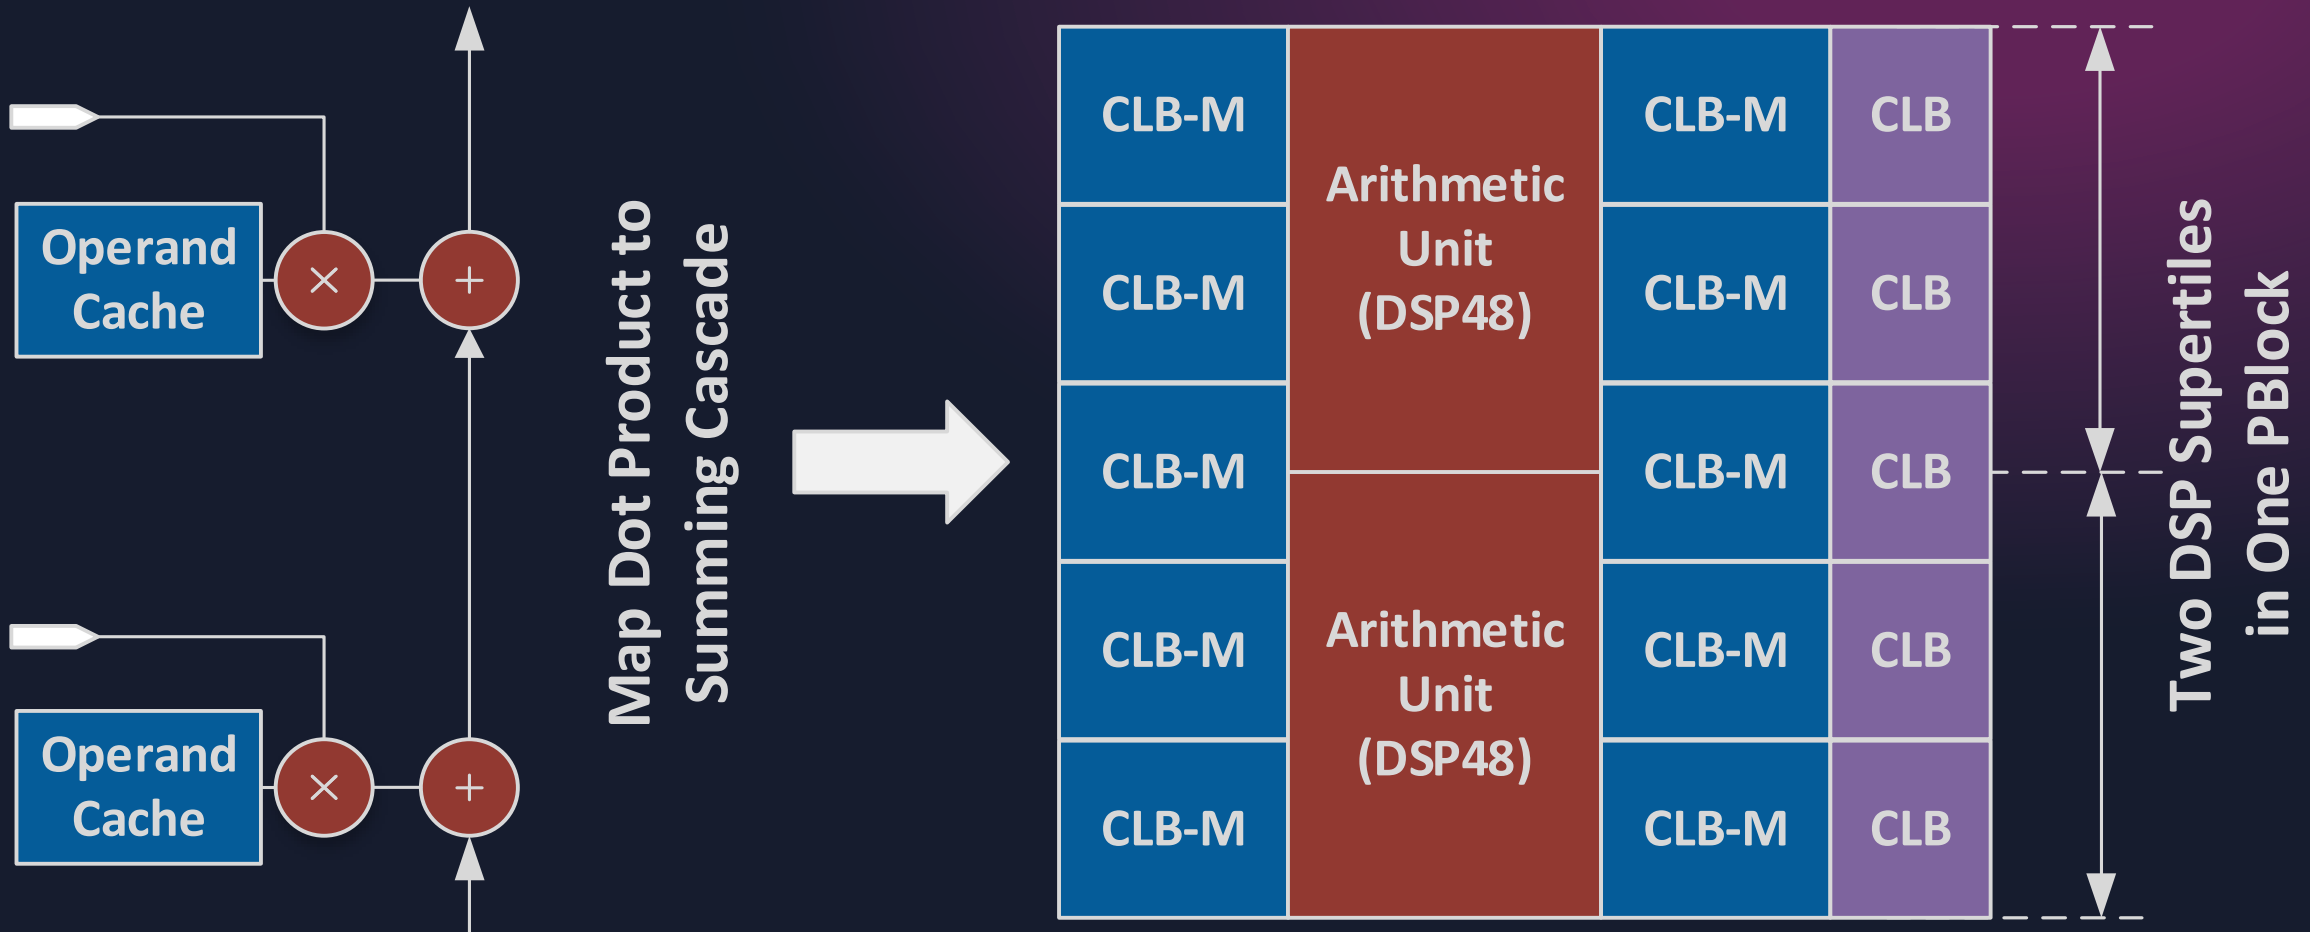 Operand
Cache
×
+
Operand
Cache
×
+
Map Dot Product to
Summing Cascade
CLB-M
CLB-M
CLB-M
CLB-M
CLB-M
Arithmetic
Unit
(DSP48)
Arithmetic
Unit
(DSP48)
CLB-M
CLB-M
CLB-M
CLB-M
CLB-M
CLB
CLB
CLB
CLB
CLB
Two DSP Supertiles
in One PBlock